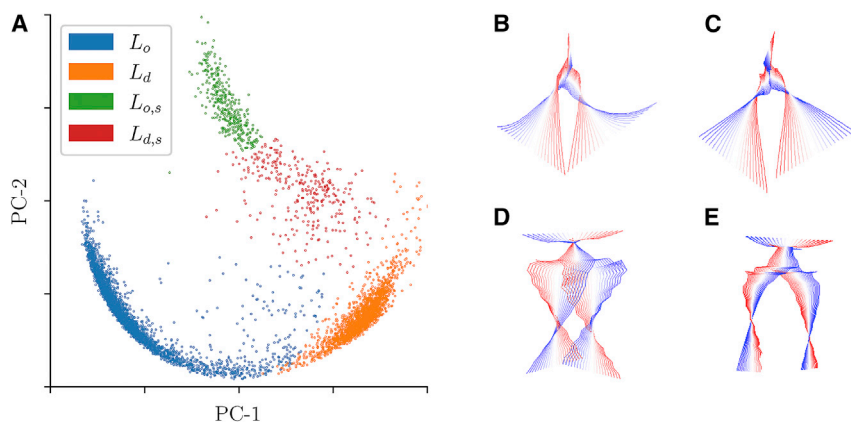 A
L_o
L_d
L_{o,s}
L_{d,s}
PC-2
PC-1
B
C
D
E